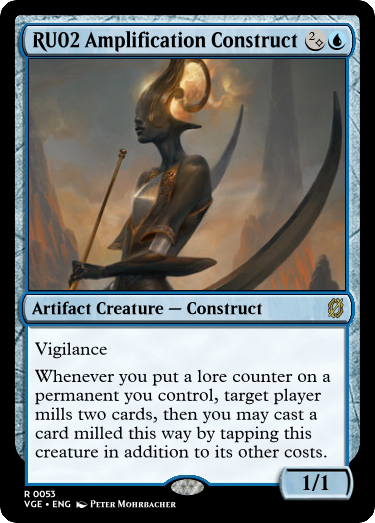 RU02 Amplification Construct 2 
Artifact Creature — Construct
Vigilance
Whenever you put a lore counter on a
permanent you control, target player
mills two cards, then you may cast a
card milled this way by tapping this
creature in addition to its other costs.
1/1
R 0053
VGE • ENG Peter Mohrbacher